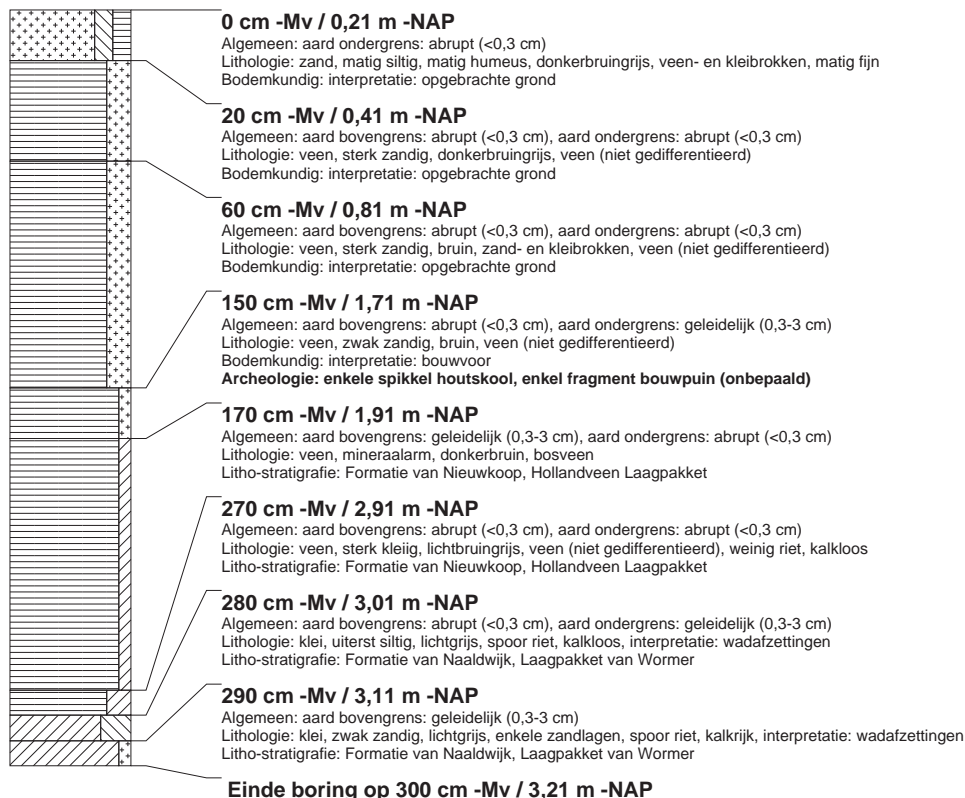 0 cm -Mv / 0,21 m -NAP
Algemeen: aard ondergrens: abrupt (<0,3 cm)
Lithologie: zand, matig siltig, matig humeus, donkerbruingrijs, veen- en kleibrokken, matig fijn
Bodemkundig: interpretatie: opgebrachte grond
20 cm -Mv / 0,41 m -NAP
Algemeen: aard bovengrens: abrupt (<0,3 cm), aard ondergrens: abrupt (<0,3 cm)
Lithologie: veen, sterk zandig, donkerbruingrijs, veen (niet gedifferentieerd)
Bodemkundig: interpretatie: opgebrachte grond
60 cm -Mv / 0,81 m -NAP
Algemeen: aard bovengrens: abrupt (<0,3 cm), aard ondergrens: abrupt (<0,3 cm)
Lithologie: veen, sterk zandig, bruin, zand- en kleibrokken, veen (niet gedifferentieerd)
Bodemkundig: interpretatie: opgebrachte grond
150 cm -Mv / 1,71 m -NAP
Algemeen: aard bovengrens: abrupt (<0,3 cm), aard ondergrens: geleidelijk (0,3-3 cm)
Lithologie: veen, zwak zandig, bruin, veen (niet gedifferentieerd)
Bodemkundig: interpretatie: bouwvoor
Archeologie: enkele spikkel houtskool, enkel fragment bouwpuin (onbepaald)
170 cm -Mv / 1,91 m -NAP
Algemeen: aard bovengrens: geleidelijk (0,3-3 cm), aard ondergrens: abrupt (<0,3 cm)
Lithologie: veen, mineraalarm, donkerbruin, bosveen
Litho-stratigrafie: Formatie van Nieuwkoop, Hollandveen Laagpakket
270 cm -Mv / 2,91 m -NAP
Algemeen: aard bovengrens: abrupt (<0,3 cm), aard ondergrens: abrupt (<0,3 cm)
Lithologie: veen, sterk kleiig, lichtbruingrijs, veen (niet gedifferentieerd), weinig riet, kalkloos
Litho-stratigrafie: Formatie van Nieuwkoop, Hollandveen Laagpakket
280 cm -Mv / 3,01 m -NAP
Algemeen: aard bovengrens: abrupt (<0,3 cm), aard ondergrens: geleidelijk (0,3-3 cm)
Lithologie: klei, uiterst siltig, lichtgrijs, spoor riet, kalkloos, interpretatie: wadafzettingen
Litho-stratigrafie: Formatie van Naaldwijk, Laagpakket van Wormer
290 cm -Mv / 3,11 m -NAP
Algemeen: aard bovengrens: geleidelijk (0,3-3 cm)
Lithologie: klei, zwak zandig, lichtgrijs, enkele zandlagen, spoor riet, kalkrijk, interpretatie: wadafzettingen
Litho-stratigrafie: Formatie van Naaldwijk, Laagpakket van Wormer
Einde boring op 300 cm -Mv / 3,21 m -NAP